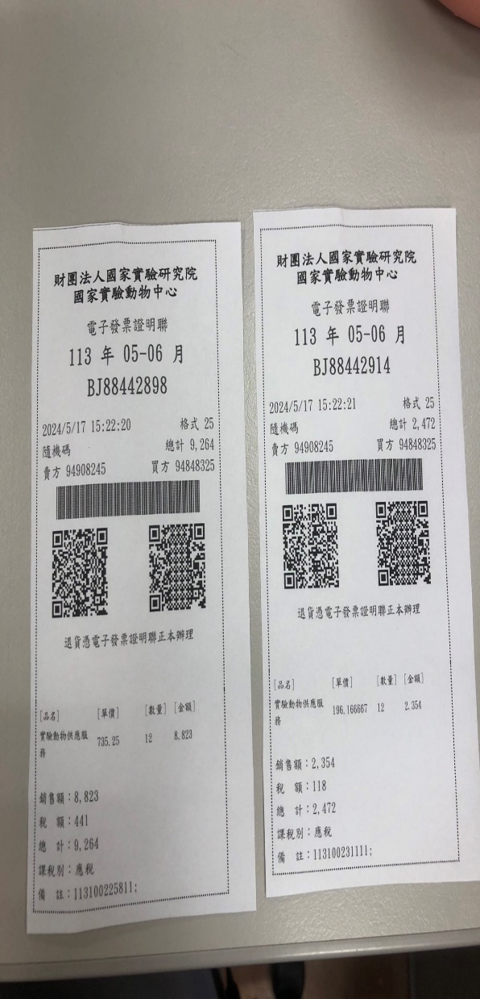 財團法人國家實驗研究院
國家實驗動物中心
電子發票證明聯
113 年 05-06 月
BJ88442898
2024/5/17 15:22:20 格式 25
隨機碼 總計 9,264
賣方 94908245 買方 94848325
退貨憑電子發票證明聯正本辦理
[品名] [單價] [數量] [金額]
實驗動物供應服 735.25 12 8,823
務
銷售額：8,823
稅 額：441
總 計：9,264
課稅別：應稅
備 註：113100225811;
財團法人國家實驗研究院
國家實驗動物中心
電子發票證明聯
113 年 05-06 月
BJ88442914
2024/5/17 15:22:21 格式 25
隨機碼 總計 2,472
賣方 94908245 買方 94848325
退貨憑電子發票證明聯正本辦理
[品名] [單價] [數量] [金額]
實驗動物供應服 196.166667 12 2,354
務
銷售額：2,354
稅 額：118
總 計：2,472
課稅別：應稅
備 註：113100231111;